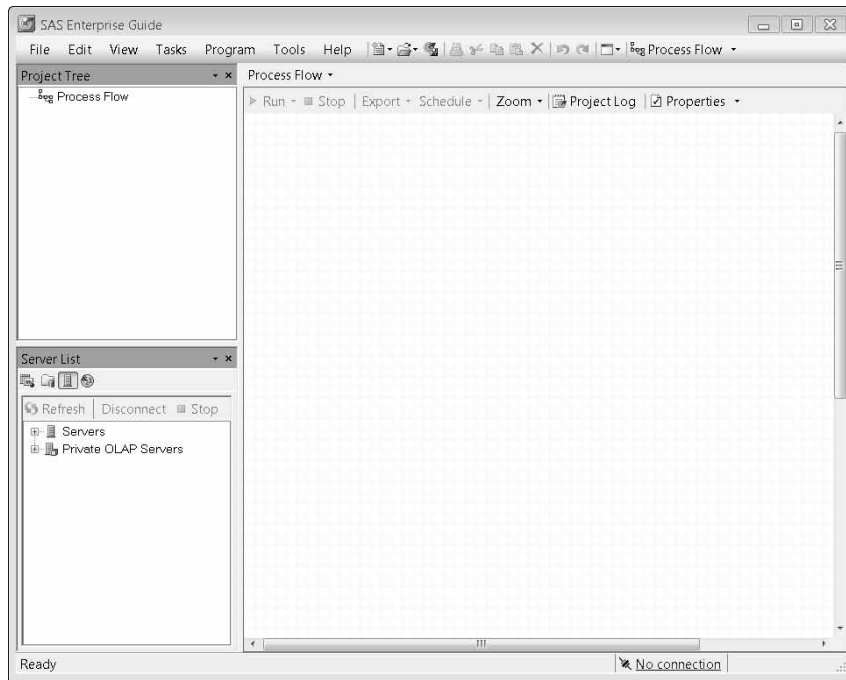 SAS Enterprise Guide
File Edit View Tasks Program Tools Help Process Flow
Project Tree
Process Flow
Process Flow
Run Stop Export Schedule Zoom Project Log Properties
Server List
Refresh Disconnect Stop
Servers
Private OLAP Servers
Ready
No connection